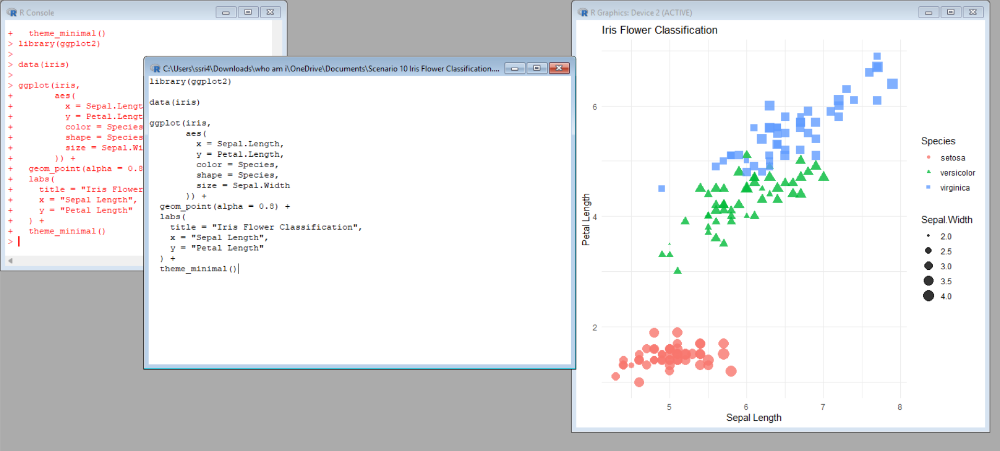 R Console
+   theme_minimal()
> library(ggplot2)
>
> data(iris)
>
> ggplot(iris,
+        aes(
+          x = Sepal.Lengt
+          y = Petal.Lengt
+          color = Species
+          shape = Species
+          size = Sepal.Wi
+        )) +
+   geom_point(alpha = 0.8
+   labs(
+     title = "Iris Flower
+     x = "Sepal Length",
+     y = "Petal Length"
+   ) +
+   theme_minimal()
>
C:\Users\ssri4\Downloads\who am i\OneDrive\Documents\Scenario 10 Iris Flower Classification....
library(ggplot2)
data(iris)
ggplot(iris,
       aes(
         x = Sepal.Length,
         y = Petal.Length,
         color = Species,
         shape = Species,
         size = Sepal.Width
       )) +
  geom_point(alpha = 0.8) +
  labs(
    title = "Iris Flower Classification",
    x = "Sepal Length",
    y = "Petal Length"
  ) +
  theme_minimal()
R Graphics: Device 2 (ACTIVE)
Iris Flower Classification
Petal Length
6
4
2
5 6 7 8
Sepal Length
Species
setosa
versicolor
virginica
Sepal.Width
2.0
2.5
3.0
3.5
4.0